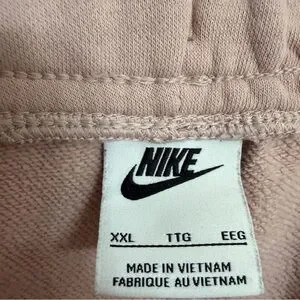 NIKE
XXL TTG EEG
MADE IN VIETNAM
FABRIQUE AU VIETNAM